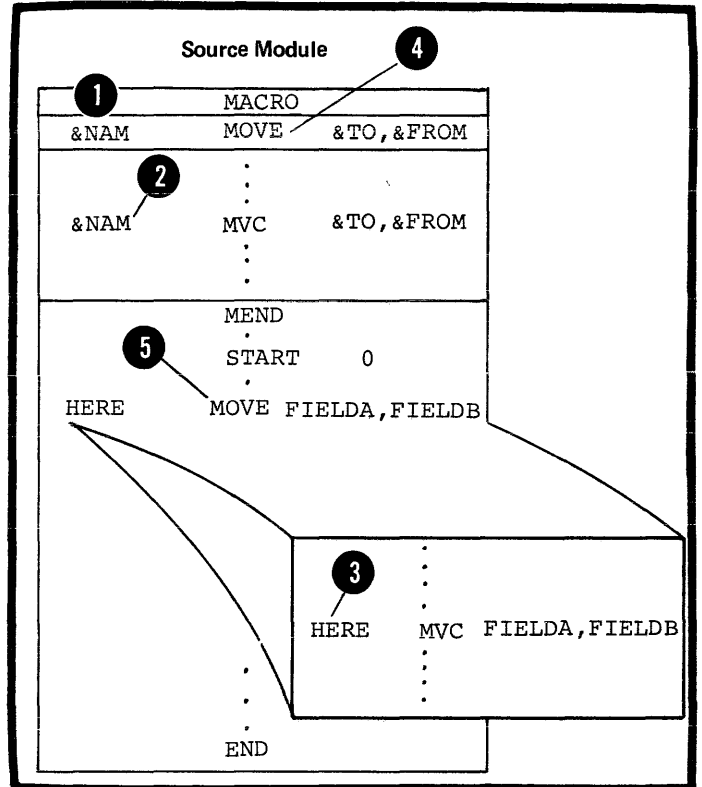 Source Module
4
1
MACRO
&NAM MOVE &TO,&FROM
2
&NAM MVC &TO,&FROM
MEND
5
START 0
HERE MOVE FIELDA,FIELDB
3
HERE MVC FIELDA,FIELDB
END